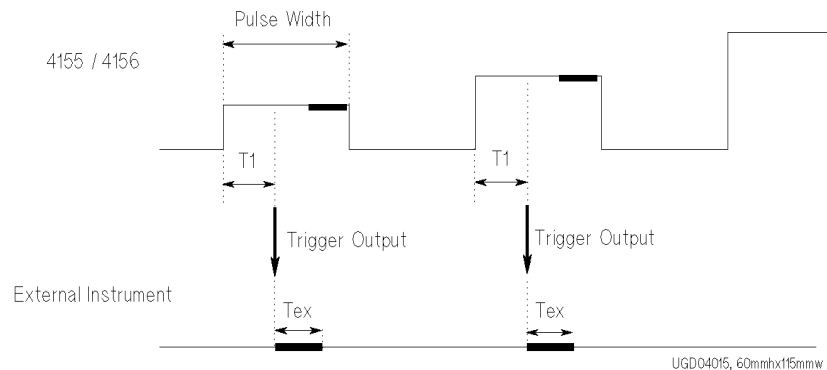 Pulse Width
4155 / 4156
T1
T1
Trigger Output
Trigger Output
External Instrument
Tex
Tex
UGD04015, 60mmhx115mmw